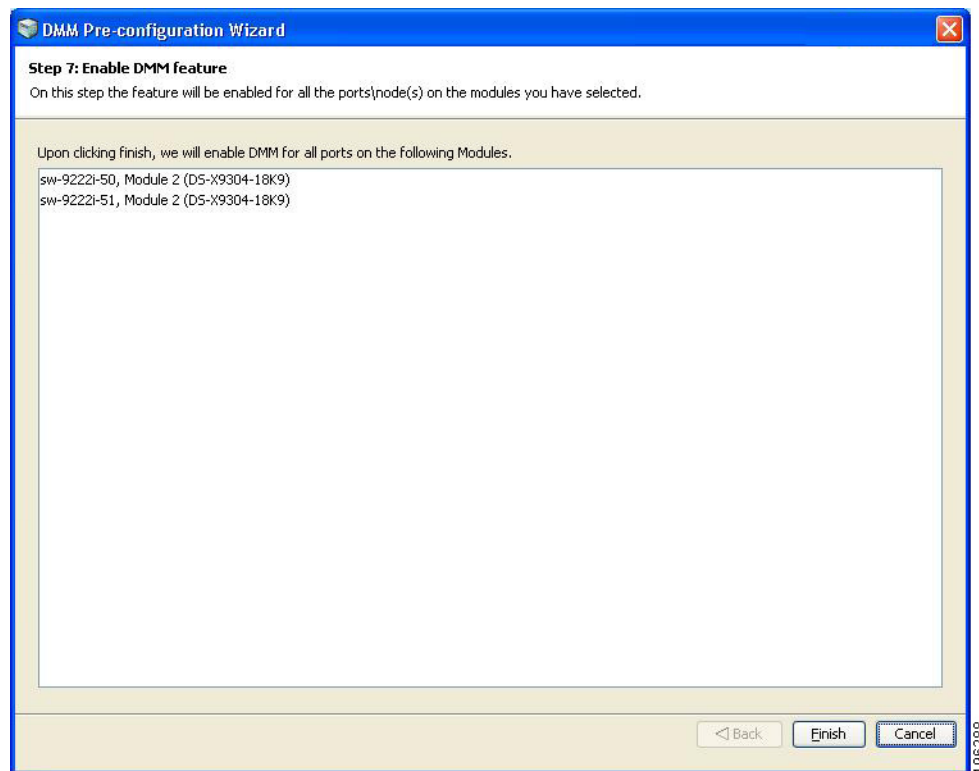 DMM Pre-configuration Wizard
Step 7: Enable DMM feature
On this step the feature will be enabled for all the ports\node(s) on the modules you have selected.
Upon clicking finish, we will enable DMM for all ports on the following Modules.
sw-9222i-50, Module 2 (DS-X9304-18K9)
sw-9222i-51, Module 2 (DS-X9304-18K9)
Back Finish Cancel